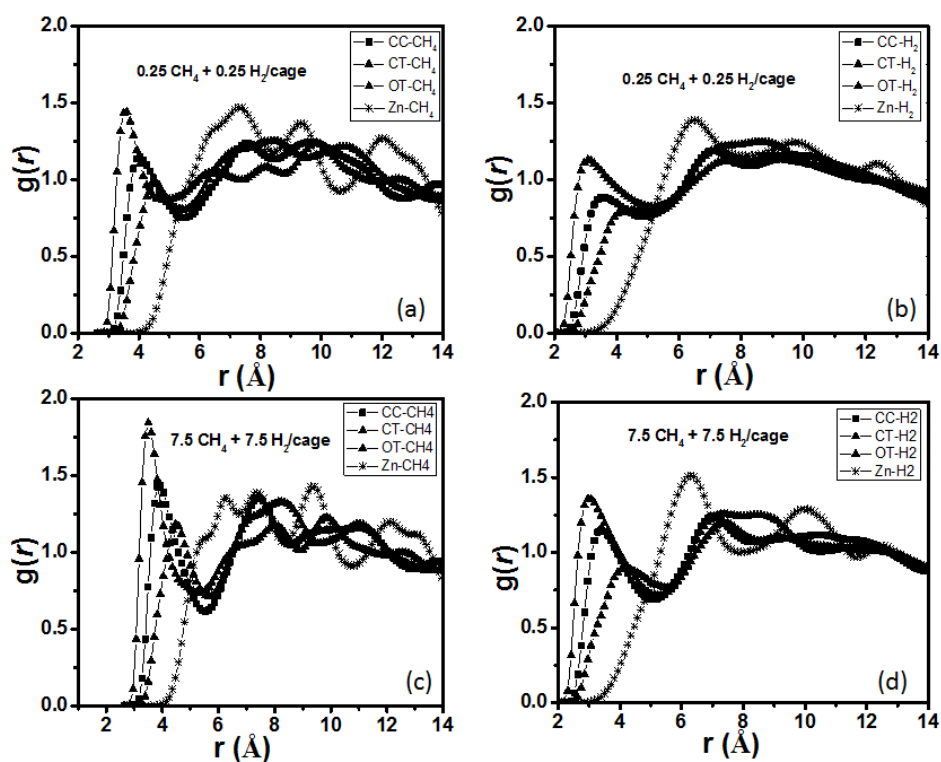 2.0
1.5
1.0
0.5
0.0
g(r)
0.25 CH₄ + 0.25 H₂/cage
CC-CH₄
CT-CH₄
OT-CH₄
Zn-CH₄
(a)
2 4 6 8 10 12 14
r (Å)
2.0
1.5
1.0
0.5
0.0
g(r)
0.25 CH₄ + 0.25 H₂/cage
CC-H₂
CT-H₂
OT-H₂
Zn-H₂
(b)
2 4 6 8 10 12 14
r (Å)
2.0
1.5
1.0
0.5
0.0
g(r)
7.5 CH₄ + 7.5 H₂/cage
CC-CH4
CT-CH4
OT-CH4
Zn-CH4
(c)
2 4 6 8 10 12 14
r (Å)
2.0
1.5
1.0
0.5
0.0
g(r)
7.5 CH₄ + 7.5 H₂/cage
CC-H2
CT-H2
OT-H2
Zn-H2
(d)
2 4 6 8 10 12 14
r (Å)